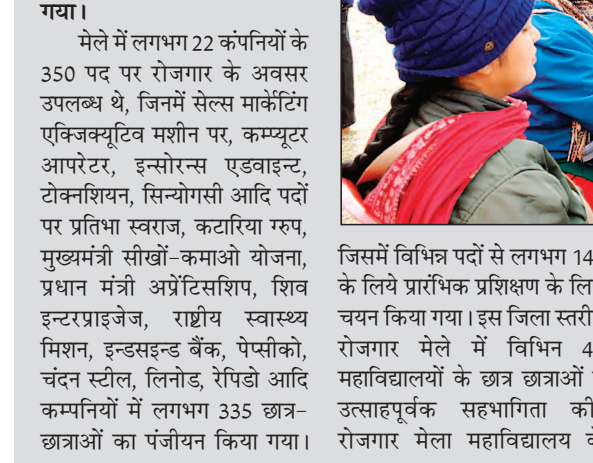 गया।
मेले में लगभग 22 कंपनियों के
350 पद पर रोजगार के अवसर
उपलब्ध थे, जिनमें सेल्स मार्केटिंग
एक्जिक्यूटिव मशीन पर, कम्प्यूटर
आपरेटर, इन्सोरन्स एडवाइन्ट,
टोक्नशियन, सिन्योगसी आदि पदों
पर प्रतिभा स्वराज, कटारिया ग्रुप,
मुख्यमंत्री सीखों-कमाओ योजना,
प्रधान मंत्री अप्रेंटिसशिप, शिव
इन्टरप्राइजेज, राष्ट्रीय स्वास्थ्य
मिशन, इन्डसइन्ड बैंक, पेप्सीको,
चंदन स्टील, लिनोड, रेपिडो आदि
कम्पनियों में लगभग 335 छात्र-
छात्राओं का पंजीयन किया गया।
जिसमें विभिन्न पदों से लगभग 14
के लिये प्रारंभिक प्रशिक्षण के लि
चयन किया गया। इस जिला स्तरी
रोजगार मेले में विभिन 4
महाविद्यालयों के छात्र छात्राओं
उत्साहपूर्वक सहभागिता की
रोजगार मेला महाविद्यालय